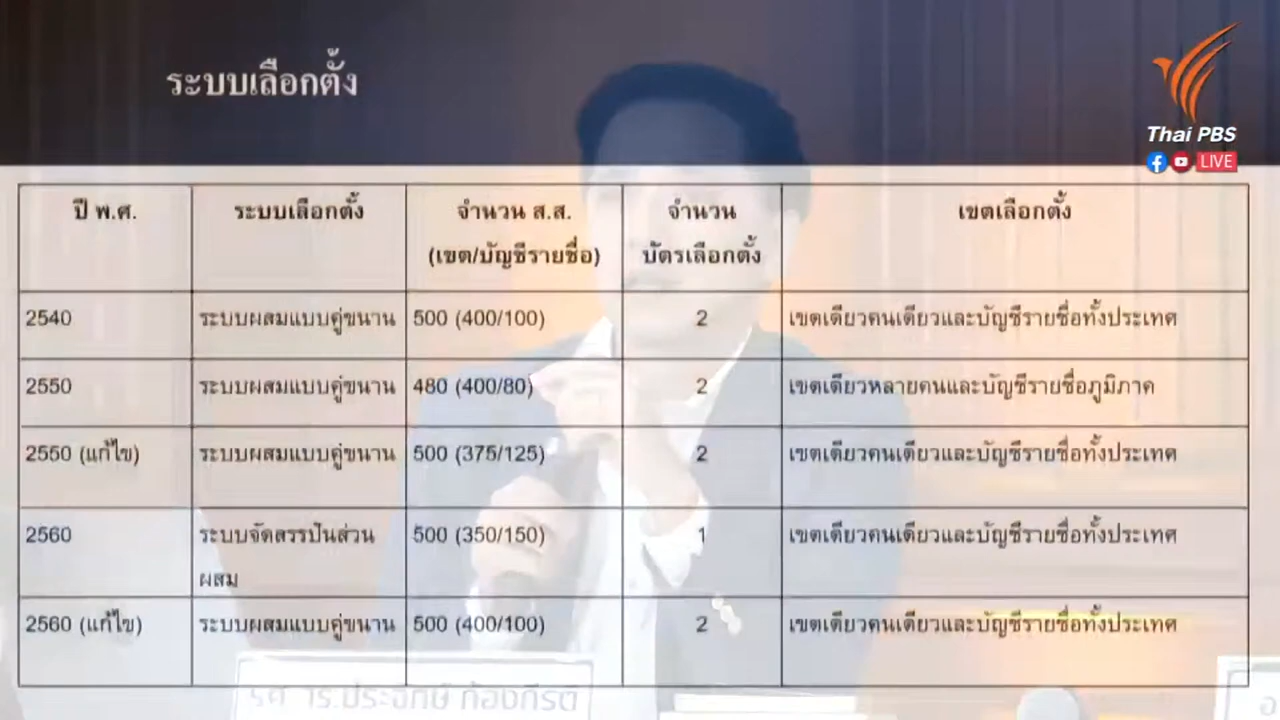 ระบบเลือกตั้ง
Thai PBS
LIVE
ปี พ.ศ. ระบบเลือกตั้ง จำนวน ส.ส. จำนวน เขตเลือกตั้ง
(เขต/บัญชีรายชื่อ) บัตรเลือกตั้ง
2540 ระบบผสมแบบคู่ขนาน 500 (400/100) 2 เขตเดียวคนเดียวและบัญชีรายชื่อทั้งประเทศ
2550 ระบบผสมแบบคู่ขนาน 480 (400/80) 2 เขตเดียวหลายคนและบัญชีรายชื่อภูมิภาค
2550 (แก้ไข) ระบบผสมแบบคู่ขนาน 500 (375/125) 2 เขตเดียวคนเดียวและบัญชีรายชื่อทั้งประเทศ
2560 ระบบจัดสรรปันส่วน 500 (350/150) 1 เขตเดียวคนเดียวและบัญชีรายชื่อทั้งประเทศ
ผสม
2560 (แก้ไข) ระบบผสมแบบคู่ขนาน 500 (400/100) 2 เขตเดียวคนเดียวและบัญชีรายชื่อทั้งประเทศ